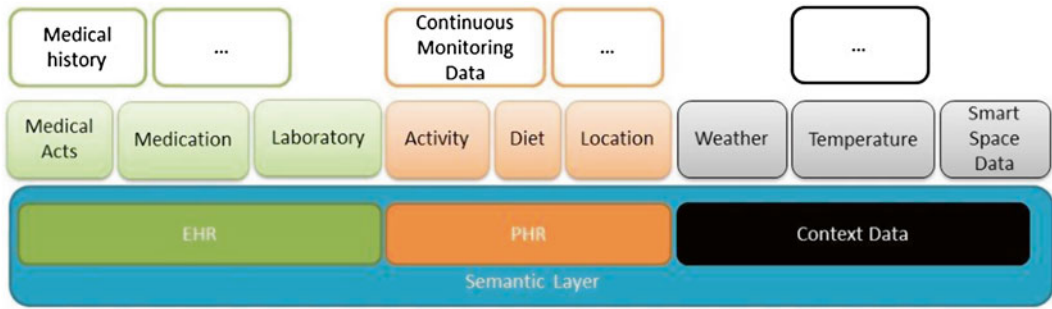 Medical
history
...
Continuous
Monitoring
Data
...
...
Medical
Acts
Medication
Laboratory
Activity
Diet
Location
Weather
Temperature
Smart
Space
Data
EHR
PHR
Context Data
Semantic Layer